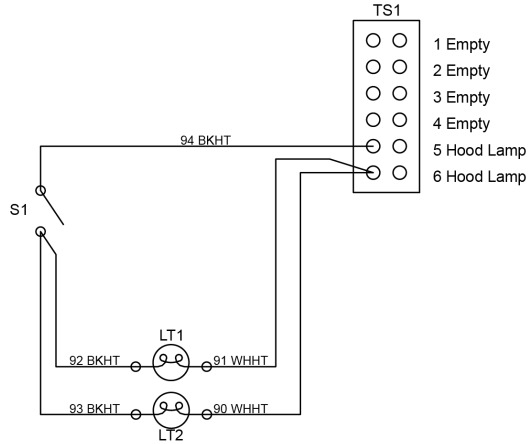 TS1
1 Empty
2 Empty
3 Empty
4 Empty
94 BKHT
5 Hood Lamp
6 Hood Lamp
S1
LT1
92 BKHT
91 WHHT
93 BKHT
90 WHHT
LT2